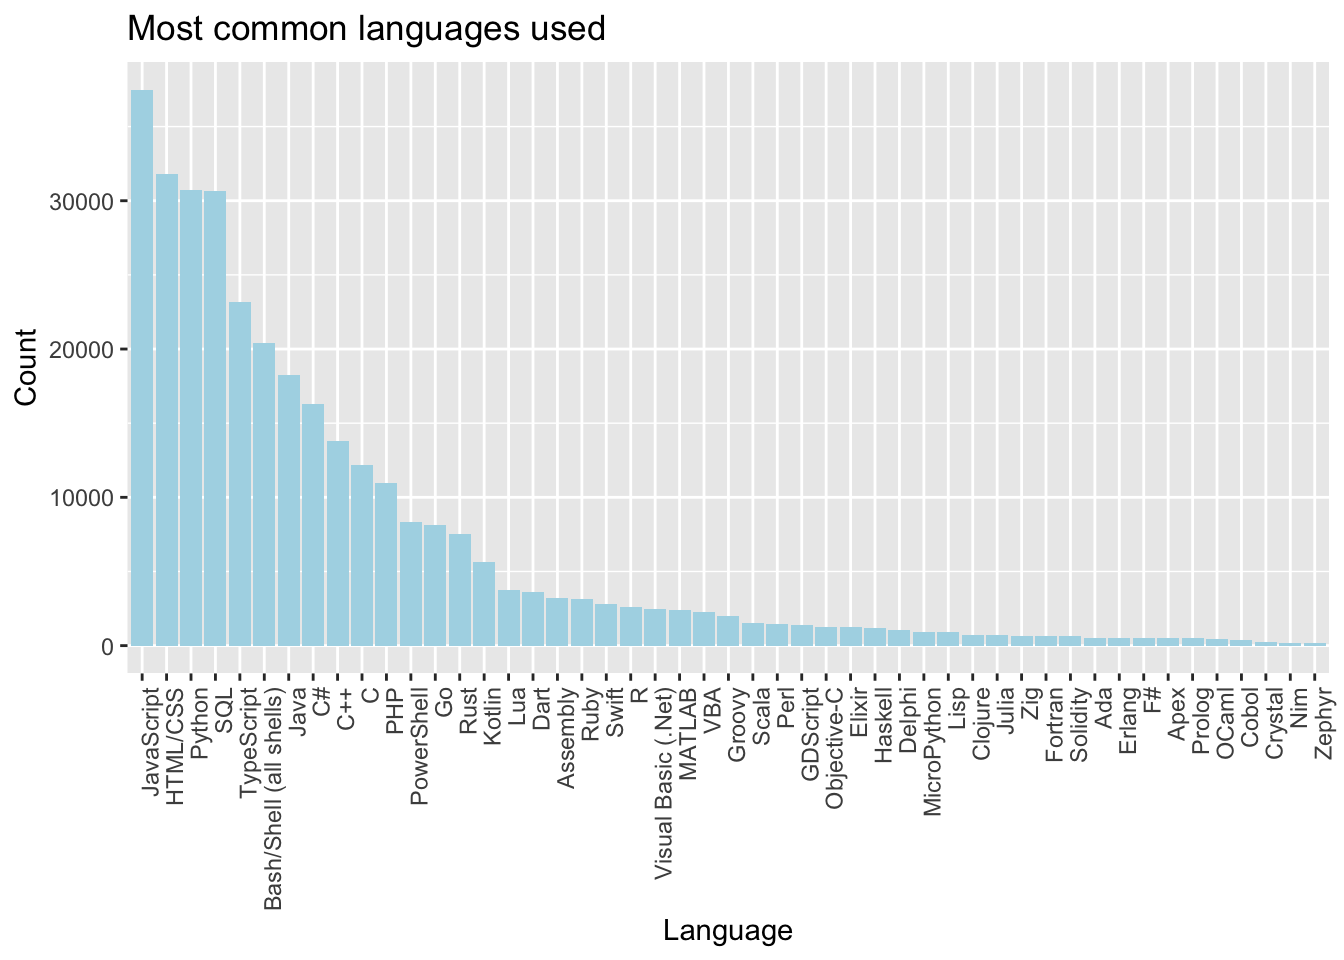 Most common languages used
Count
30000
20000
10000
0
JavaScript
HTML/CSS
Python
SQL
TypeScript
Bash/Shell (all shells)
Java
C#
C++
C
PHP
PowerShell
Go
Rust
Kotlin
Lua
Dart
Assembly
Ruby
Swift
R
Visual Basic (.Net)
MATLAB
VBA
Groovy
Scala
Perl
GDScript
Objective-C
Elixir
Haskell
Delphi
MicroPython
Lisp
Clojure
Julia
Zig
Fortran
Solidity
Ada
Erlang
F#
Apex
Prolog
OCaml
Cobol
Crystal
Nim
Zephyr
Language